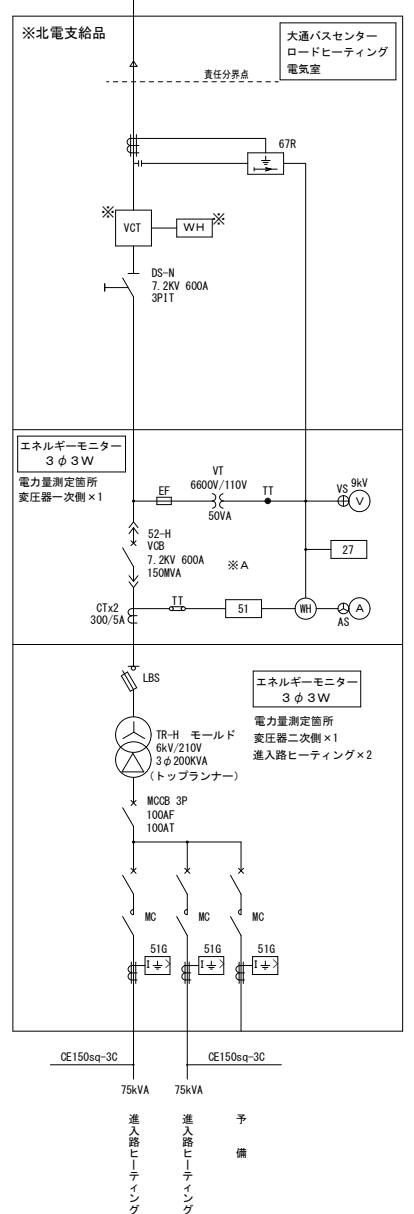 ※北電支給品
大通バスセンター
ロードヒーティング
電気室
責任分界点
67R
※
VCT
WH
※
DS-N
7.2KV 600A
3PIT
エネルギーモニター
3φ3W
電力量測定箇所
変圧器一次側×1
EF
VT
6600V/110V
50VA
TT
VS
9kV
V
52-H
VCB
7.2KV 600A
150MVA
※A
27
CTx2
300/5A
TT
51
WH
A
AS
LBS
エネルギーモニター
3φ3W
電力量測定箇所
変圧器二次側×1
進入路ヒーティング×2
TR-H モールド
6kV/210V
3φ200KVA
(トップランナー)
MCCB 3P
100AF
100AT
MC
MC
MC
51G
51G
51G
I
I
I
CE150sq-3C
CE150sq-3C
75kVA
75kVA
進入路ヒーティング
進入路ヒーティング
予備